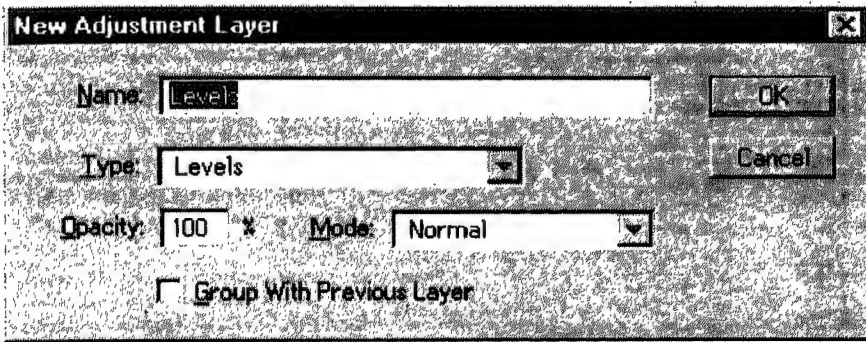 New Adjustment Layer
Name: Levels OK
Type: Levels Cancel
Opacity: 100 % Mode: Normal
Group With Previous Layer